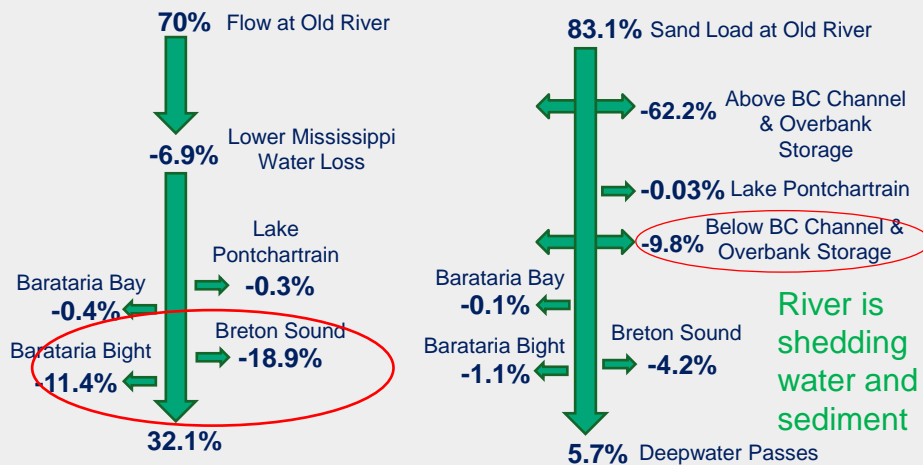 70% Flow at Old River
-6.9% Lower Mississippi
Water Loss
Lake
Pontchartrain
-0.3%
Barataria Bay
-0.4%
Breton Sound
-18.9%
Barataria Bight
-11.4%
32.1%
83.1% Sand Load at Old River
-62.2% Above BC Channel
& Overbank
Storage
-0.03% Lake Pontchartrain
-9.8% Below BC Channel &
Overbank Storage
Barataria Bay
-0.1%
Breton Sound
-4.2%
Barataria Bight
-1.1%
5.7% Deepwater Passes
River is
shedding
water and
sediment